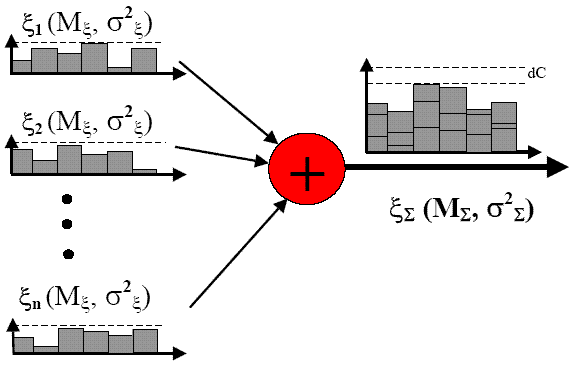 ξ₁ (Mξ, σ²ξ)
dC
ξ₂ (Mξ, σ²ξ)
+
ξΣ (MΣ, σ²Σ)
ξn (Mξ, σ²ξ)